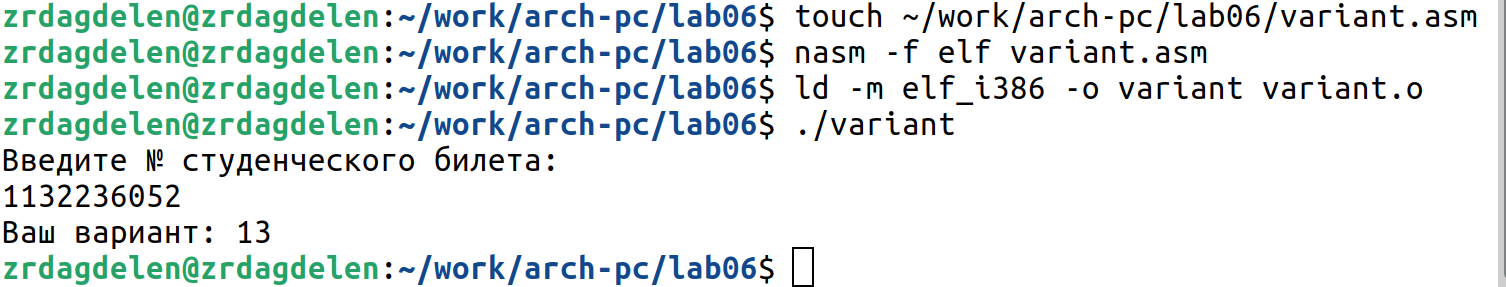 zrdagdelen@zrdagdelen:~/work/arch-pc/lab06$ touch ~/work/arch-pc/lab06/variant.asm
zrdagdelen@zrdagdelen:~/work/arch-pc/lab06$ nasm -f elf variant.asm
zrdagdelen@zrdagdelen:~/work/arch-pc/lab06$ ld -m elf_i386 -o variant variant.o
zrdagdelen@zrdagdelen:~/work/arch-pc/lab06$ ./variant
Введите № студенческого билета:
1132236052
Ваш вариант: 13
zrdagdelen@zrdagdelen:~/work/arch-pc/lab06$